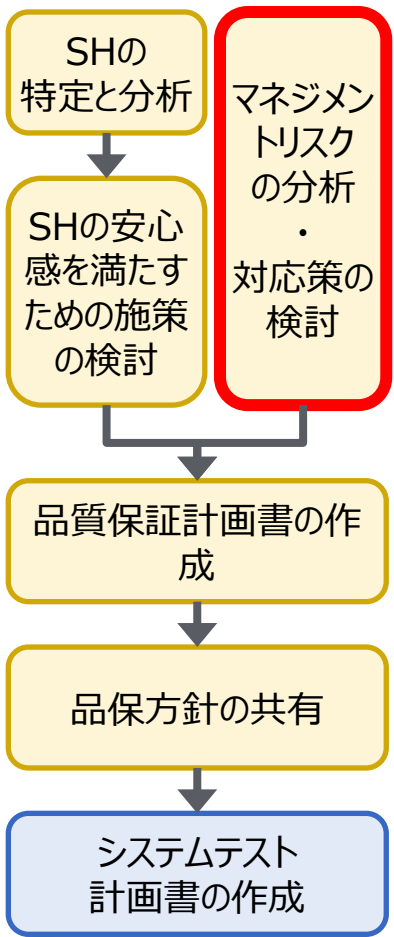 SHの
特定と分析
SHの安心
感を満たす
ための施策
の検討
マネジメン
トリスク
の分析
・
対応策の
検討
品質保証計画書の作
成
品保方針の共有
システムテスト
計画書の作成